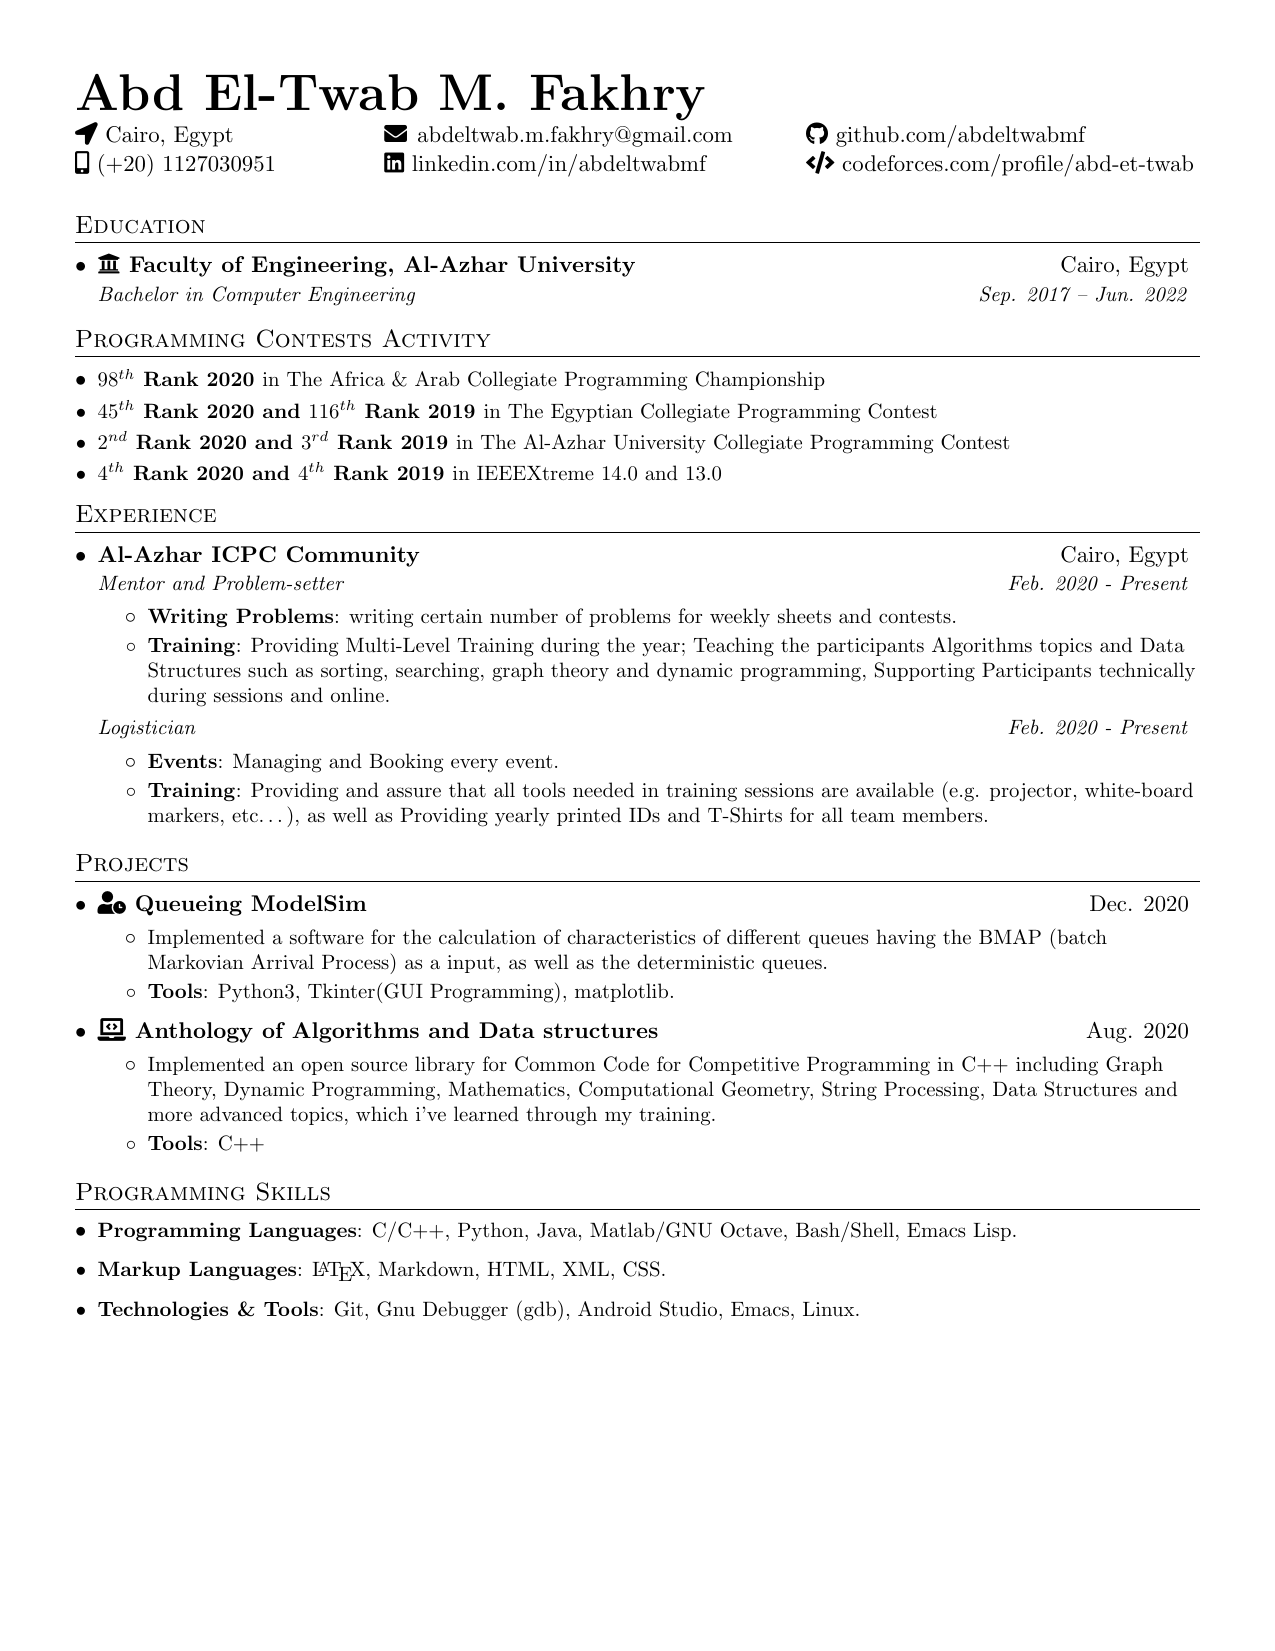 Abd El-Twab M. Fakhry
Cairo, Egypt abdeltwab.m.fakhry@gmail.com github.com/abdeltwabmf
(+20) 1127030951 linkedin.com/in/abdeltwabmf codeforces.com/profile/abd-et-twab
Education
• Faculty of Engineering, Al-Azhar University Cairo, Egypt
Bachelor in Computer Engineering Sep. 2017 – Jun. 2022
Programming Contests Activity
• 98th Rank 2020 in The Africa & Arab Collegiate Programming Championship
• 45th Rank 2020 and 116th Rank 2019 in The Egyptian Collegiate Programming Contest
• 2nd Rank 2020 and 3rd Rank 2019 in The Al-Azhar University Collegiate Programming Contest
• 4th Rank 2020 and 4th Rank 2019 in IEEEXtreme 14.0 and 13.0
Experience
• Al-Azhar ICPC Community Cairo, Egypt
Mentor and Problem-setter Feb. 2020 - Present
◦ Writing Problems: writing certain number of problems for weekly sheets and contests.
◦ Training: Providing Multi-Level Training during the year; Teaching the participants Algorithms topics and Data
Structures such as sorting, searching, graph theory and dynamic programming, Supporting Participants technically
during sessions and online.
Logistician Feb. 2020 - Present
◦ Events: Managing and Booking every event.
◦ Training: Providing and assure that all tools needed in training sessions are available (e.g. projector, white-board
markers, etc...), as well as Providing yearly printed IDs and T-Shirts for all team members.
Projects
• Queueing ModelSim Dec. 2020
◦ Implemented a software for the calculation of characteristics of different queues having the BMAP (batch
Markovian Arrival Process) as a input, as well as the deterministic queues.
◦ Tools: Python3, Tkinter(GUI Programming), matplotlib.
• Anthology of Algorithms and Data structures Aug. 2020
◦ Implemented an open source library for Common Code for Competitive Programming in C++ including Graph
Theory, Dynamic Programming, Mathematics, Computational Geometry, String Processing, Data Structures and
more advanced topics, which i've learned through my training.
◦ Tools: C++
Programming Skills
• Programming Languages: C/C++, Python, Java, Matlab/GNU Octave, Bash/Shell, Emacs Lisp.
• Markup Languages: LATEX, Markdown, HTML, XML, CSS.
• Technologies & Tools: Git, Gnu Debugger (gdb), Android Studio, Emacs, Linux.